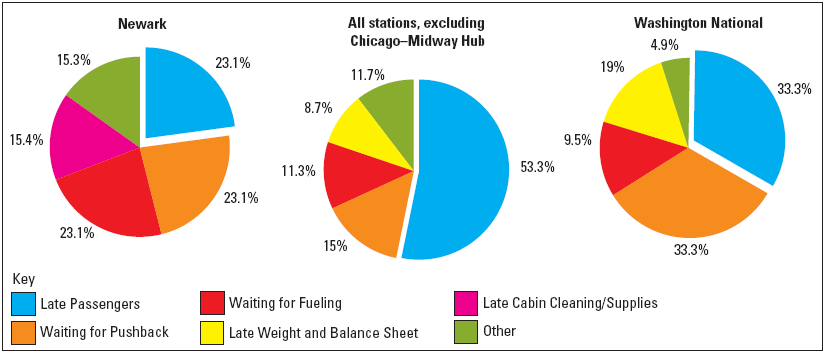 Newark
15.3%
23.1%
15.4%
23.1%
23.1%
All stations, excluding
Chicago–Midway Hub
11.7%
8.7%
11.3%
53.3%
15%
Washington National
4.9%
19%
33.3%
9.5%
33.3%
Key
Late Passengers
Waiting for Fueling
Late Cabin Cleaning/Supplies
Waiting for Pushback
Late Weight and Balance Sheet
Other